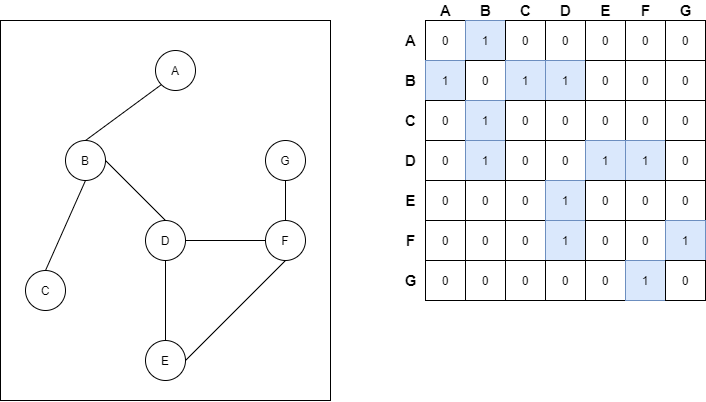 A
B
G
D
F
C
E
A B C D E F G
A 0 1 0 0 0 0 0
B 1 0 1 1 0 0 0
C 0 1 0 0 0 0 0
D 0 1 0 0 1 1 0
E 0 0 0 1 0 0 0
F 0 0 0 1 0 0 1
G 0 0 0 0 0 1 0